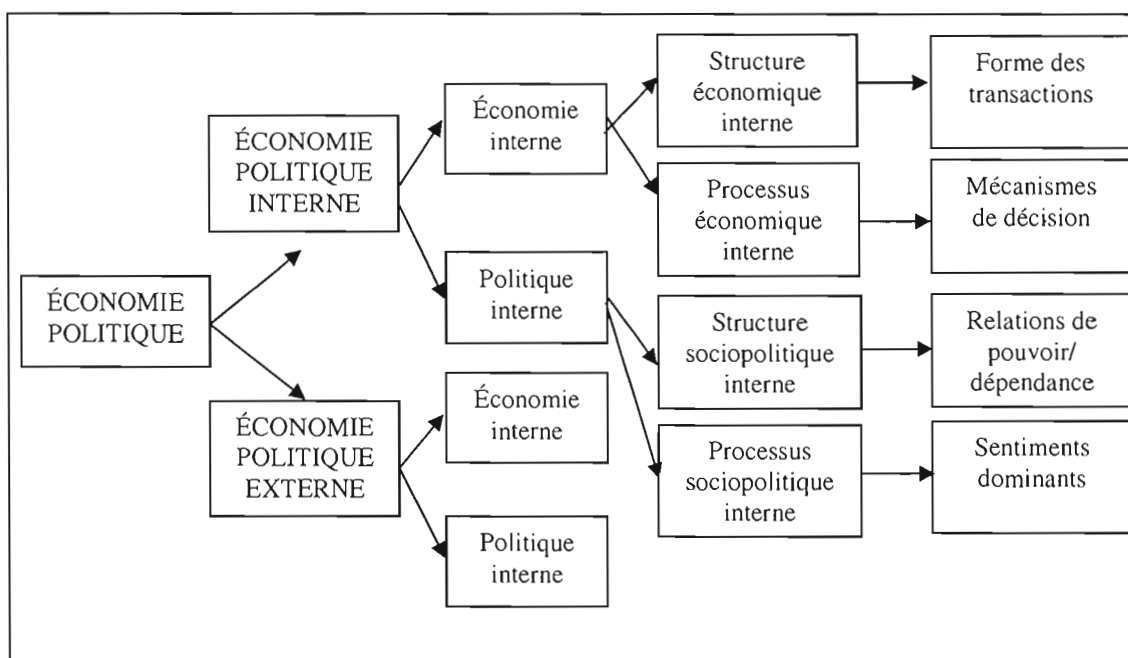 ÉCONOMIE
POLITIQUE
ÉCONOMIE
POLITIQUE
INTERNE
ÉCONOMIE
POLITIQUE
EXTERNE
Économie
interne
Politique
interne
Économie
interne
Politique
interne
Structure
économique
interne
Processus
économique
interne
Structure
sociopolitique
interne
Processus
sociopolitique
interne
Forme des
transactions
Mécanismes
de décision
Relations de
pouvoir/
dépendance
Sentiments
dominants